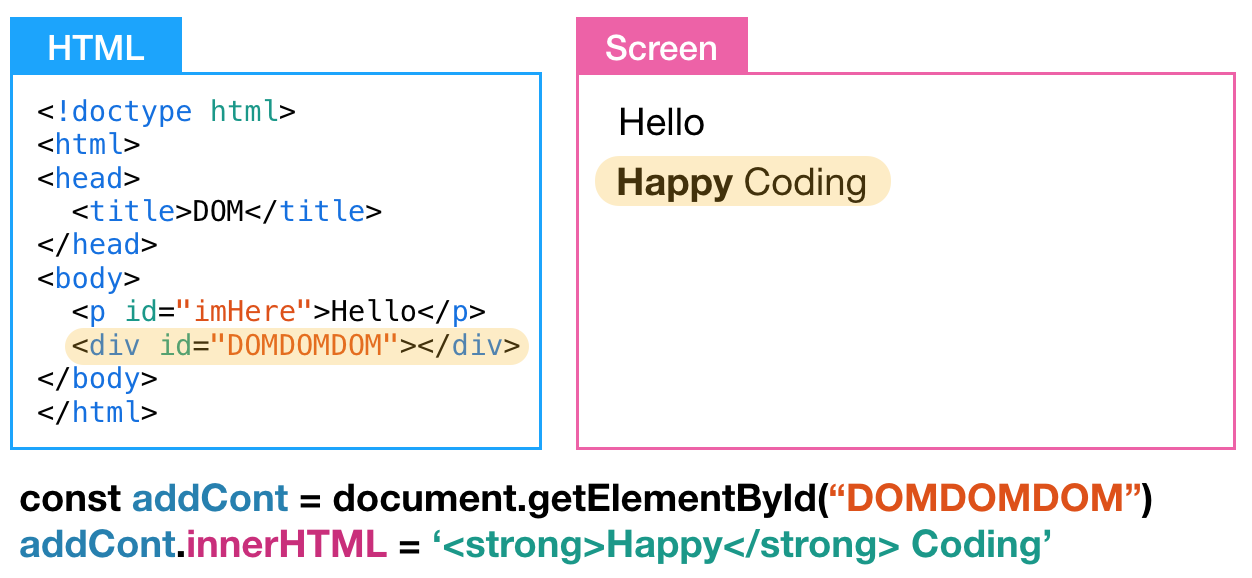 HTML
<!doctype html>
<html>
<head>
  <title>DOM</title>
</head>
<body>
  <p id="imHere">Hello</p>
  <div id="DOMDOMDOM"></div>
</body>
</html>
Screen
Hello
Happy Coding
const addCont = document.getElementById(“DOMDOMDOM”)
addCont.innerHTML = ‘<strong>Happy</strong> Coding’